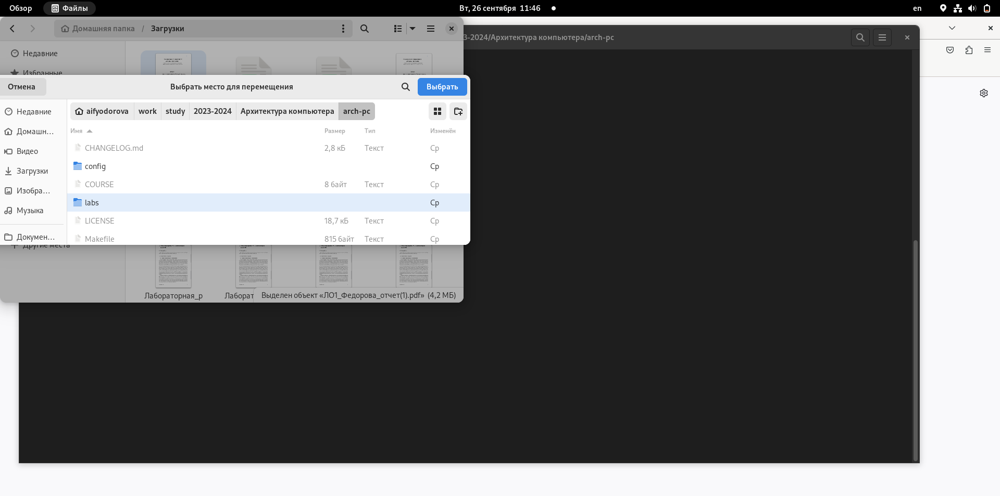 Обзор Файлы Вт, 26 сентября 11:46 en
Домашняя папка / Загрузки
3-2024/Архитектура компьютера/arch-pc
Недавние
Избранные
Отмена Выбрать место для перемещения Выбрать
Недавние
Домашн...
Видео
Загрузки
Изобра...
Музыка
Докумен...
Другие места
aifyodorova work study 2023-2024 Архитектура компьютера arch-pc
Имя Размер Тип Изменён
CHANGELOG.md 2,8 кБ Текст Ср
config Ср
COURSE 8 байт Текст Ср
labs Ср
LICENSE 18,7 кБ Текст Ср
Makefile 815 байт Текст Ср
Лабораторная_р Лаборат Выделен объект «ЛО1_Федорова_отчет(1).pdf» (4,2 МБ)